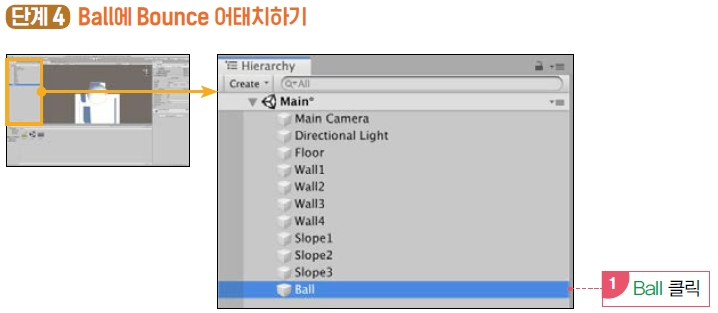 단계 4 Ball에 Bounce 어태치하기
Hierarchy
Create
All
Main*
Main Camera
Directional Light
Floor
Wall1
Wall2
Wall3
Wall4
Slope1
Slope2
Slope3
Ball
1 Ball 클릭